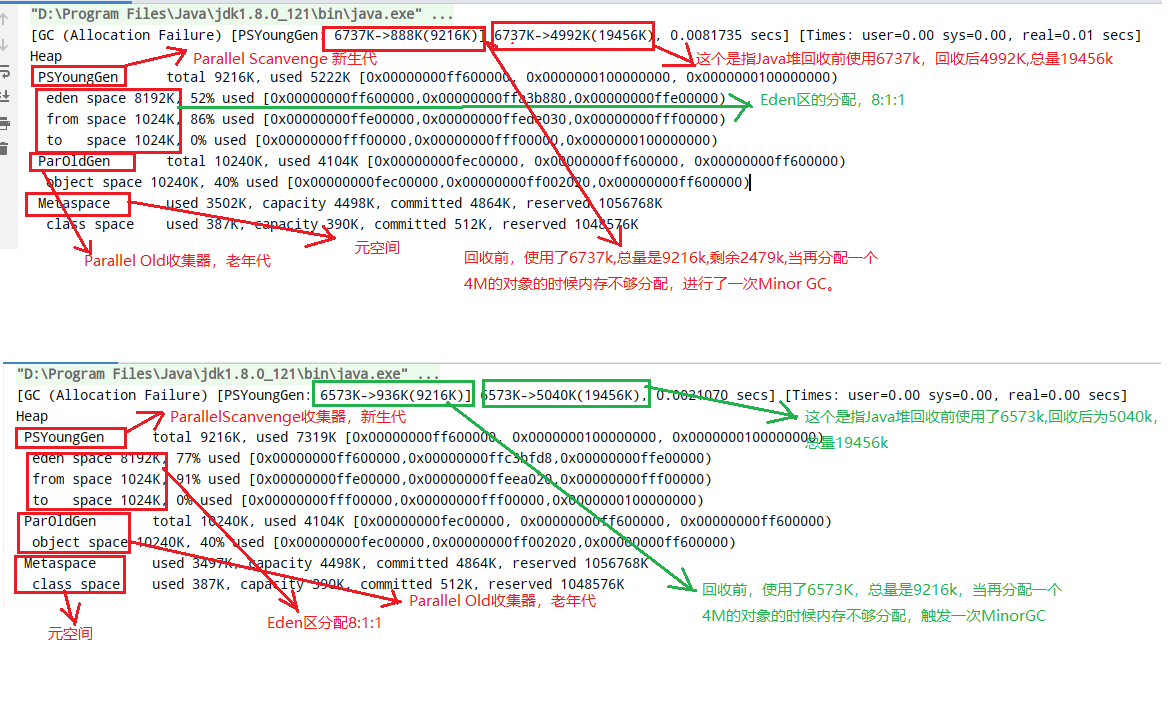 "D:\Program Files\Java\jdk1.8.0_121\bin\java.exe" ...
[GC (Allocation Failure) [PSYoungGen: 6737K->888K(9216K)] 6737K->4992K(19456K), 0.0081735 secs] [Times: user=0.00 sys=0.00, real=0.01 secs]
Heap
Parallel Scanvenge 新生代
这个是指Java堆回收前使用6737k，回收后4992K,总量19456k
PSYoungGen total 9216K, used 5222K [0x00000000ff600000, 0x0000000100000000, 0x0000000100000000)
eden space 8192K, 52% used [0x00000000ff600000,0x00000000ffa3b880,0x00000000ffe00000)
Eden区的分配，8:1:1
from space 1024K, 86% used [0x00000000ffe00000,0x00000000ffede030,0x00000000fff00000)
to space 1024K, 0% used [0x00000000fff00000,0x00000000fff00000,0x0000000100000000)
ParOldGen total 10240K, used 4104K [0x00000000fec00000, 0x00000000ff600000, 0x00000000ff600000)
object space 10240K, 40% used [0x00000000fec00000,0x00000000ff002020,0x00000000ff600000)
Metaspace used 3502K, capacity 4498K, committed 4864K, reserved 1056768K
class space used 387K, capacity 390K, committed 512K, reserved 1048576K
元空间
Parallel Old收集器，老年代
回收前，使用了6737k,总量是9216k,剩余2479k,当再分配一个
4M的对象的时候内存不够分配，进行了一次Minor GC。
"D:\Program Files\Java\jdk1.8.0_121\bin\java.exe" ...
[GC (Allocation Failure) [PSYoungGen: 6573K->936K(9216K)] 6573K->5040K(19456K), 0.0021070 secs] [Times: user=0.00 sys=0.00, real=0.00 secs]
Heap
ParallelScanvenge收集器，新生代
这个是指Java堆回收前使用了6573k,回收后为5040k,
总量19456k
PSYoungGen total 9216K, used 7319K [0x00000000ff600000, 0x0000000100000000, 0x0000000100000000)
eden space 8192K, 77% used [0x00000000ff600000,0x00000000ffc3bfd8,0x00000000ffe00000)
from space 1024K, 91% used [0x00000000ffe00000,0x00000000ffeea020,0x00000000fff00000)
to space 1024K, 0% used [0x00000000fff00000,0x00000000fff00000,0x0000000100000000)
ParOldGen total 10240K, used 4104K [0x00000000fec00000, 0x00000000ff600000, 0x00000000ff600000)
object space 10240K, 40% used [0x00000000fec00000,0x00000000ff002020,0x00000000ff600000)
Metaspace used 3497K, capacity 4498K, committed 4864K, reserved 1056768K
class space used 387K, capacity 390K, committed 512K, reserved 1048576K
回收前，使用了6573K，总量是9216k，当再分配一个
4M的对象的时候内存不够分配，触发一次MinorGC
Parallel Old收集器，老年代
Eden区分配8:1:1
元空间